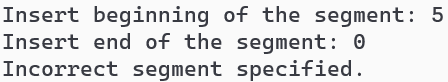 Insert beginning of the segment: 5
Insert end of the segment: 0
Incorrect segment specified.